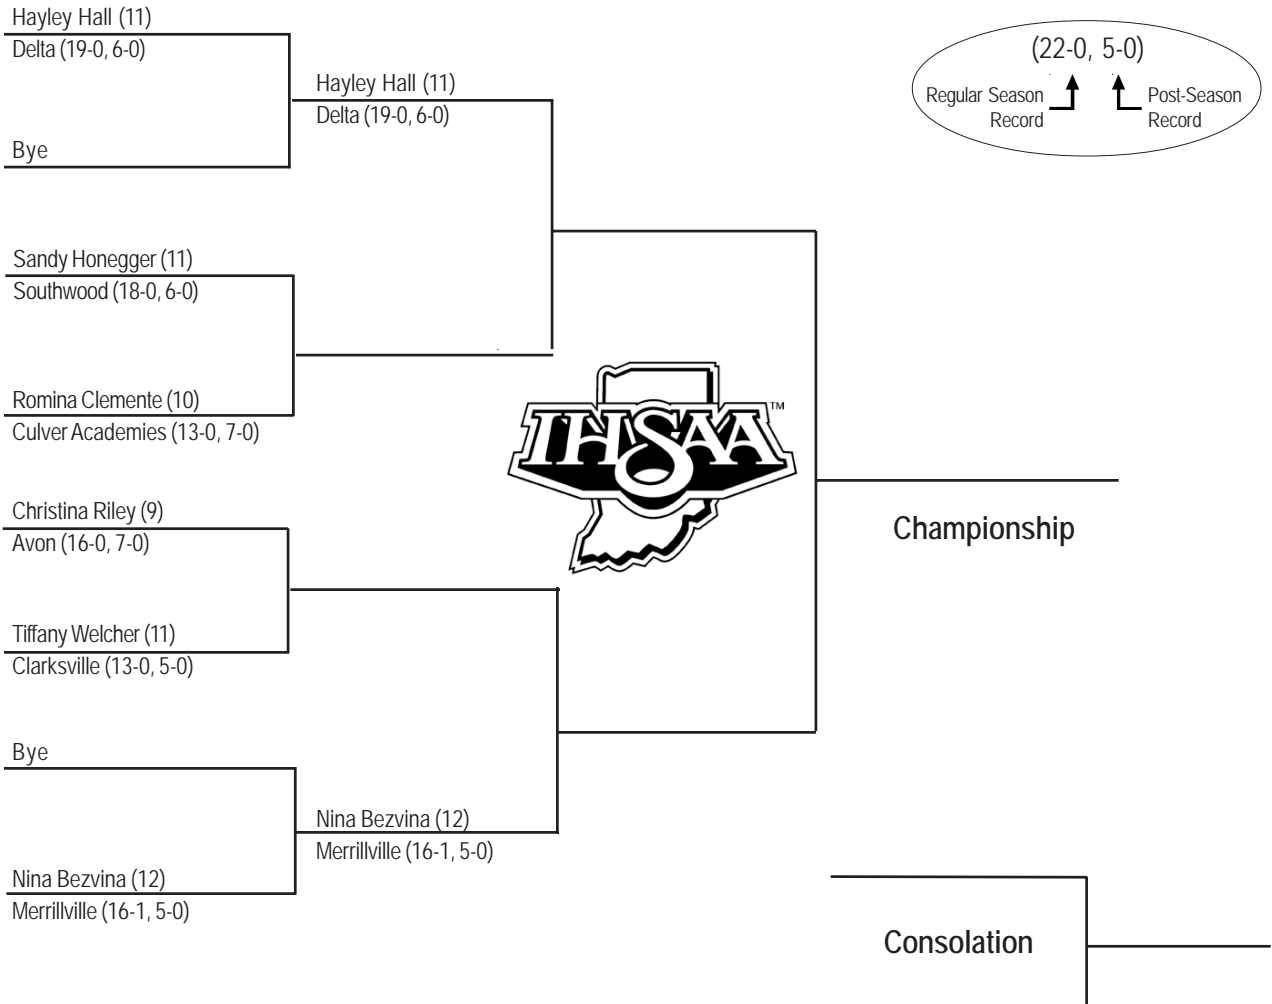 Hayley Hall (11)
Delta (19-0, 6-0)
Bye
Hayley Hall (11)
Delta (19-0, 6-0)
(22-0, 5-0)
Regular Season
Record
Post-Season
Record
Sandy Honegger (11)
Southwood (18-0, 6-0)
Romina Clemente (10)
Culver Academies (13-0, 7-0)
IHSAA
TM
Christina Riley (9)
Avon (16-0, 7-0)
Tiffany Welcher (11)
Clarksville (13-0, 5-0)
Championship
Bye
Nina Bezvina (12)
Merrillville (16-1, 5-0)
Nina Bezvina (12)
Merrillville (16-1, 5-0)
Consolation